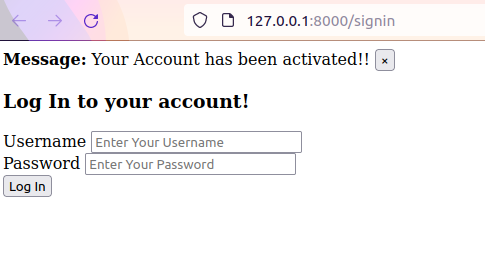 127.0.0.1:8000/signin
Message: Your Account has been activated!! ×
Log In to your account!
Username Enter Your Username
Password Enter Your Password
Log In